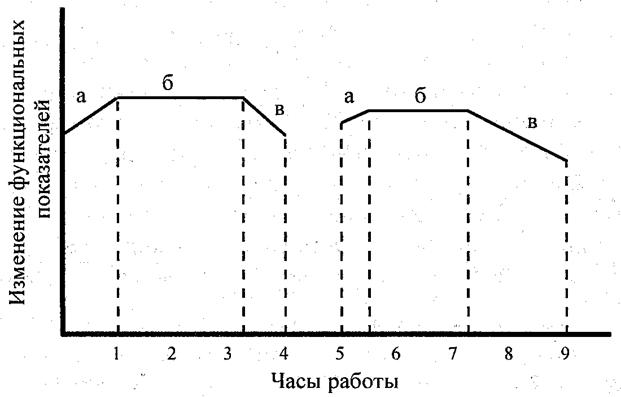 Изменение функциональных
показателей
а
б
в
а
б
в
1 2 3 4 5 6 7 8 9
Часы работы